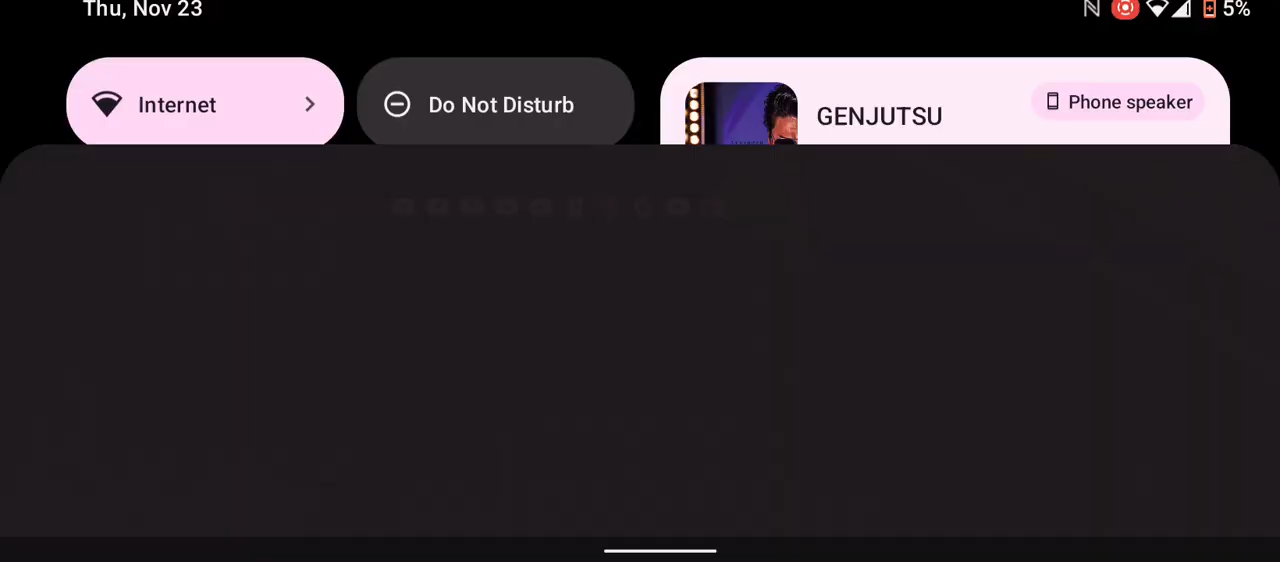 Thu, Nov 23
5%
Internet
Do Not Disturb
GENJUTSU
Phone speaker